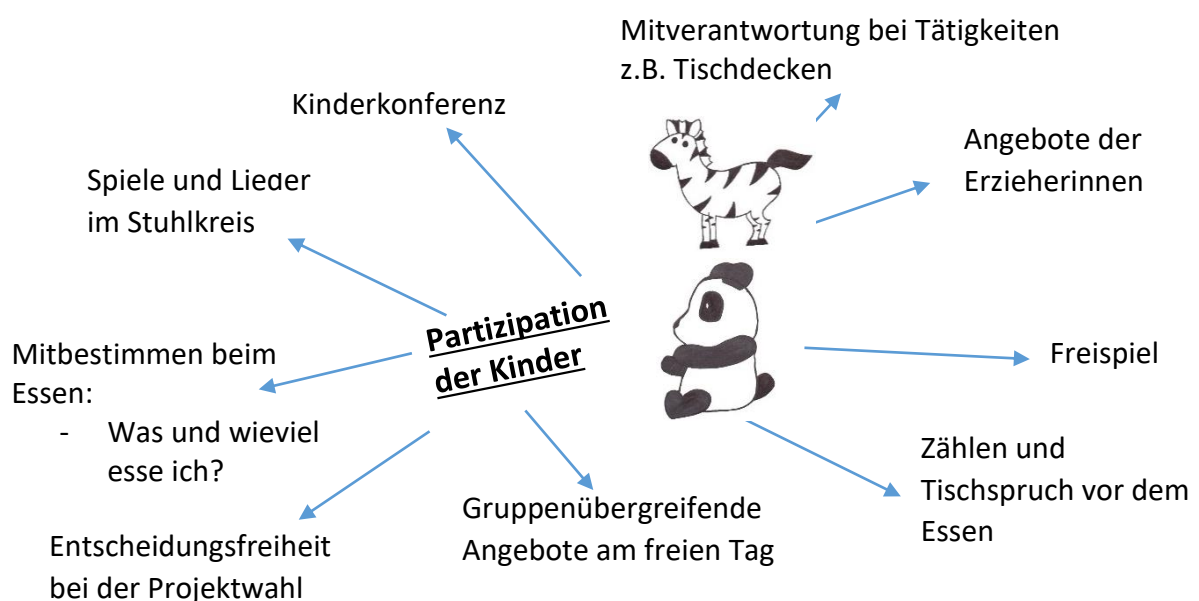 Mitverantwortung bei Tätigkeiten
z.B. Tischdecken
Kinderkonferenz
Angebote der
Erzieherinnen
Spiele und Lieder
im Stuhlkreis
Partizipation
der Kinder
Mitbestimmen beim
Essen:
- Was und wieviel
esse ich?
Freispiel
Zählen und
Tischspruch vor dem
Essen
Gruppenübergreifende
Angebote am freien Tag
Entscheidungsfreiheit
bei der Projektwahl